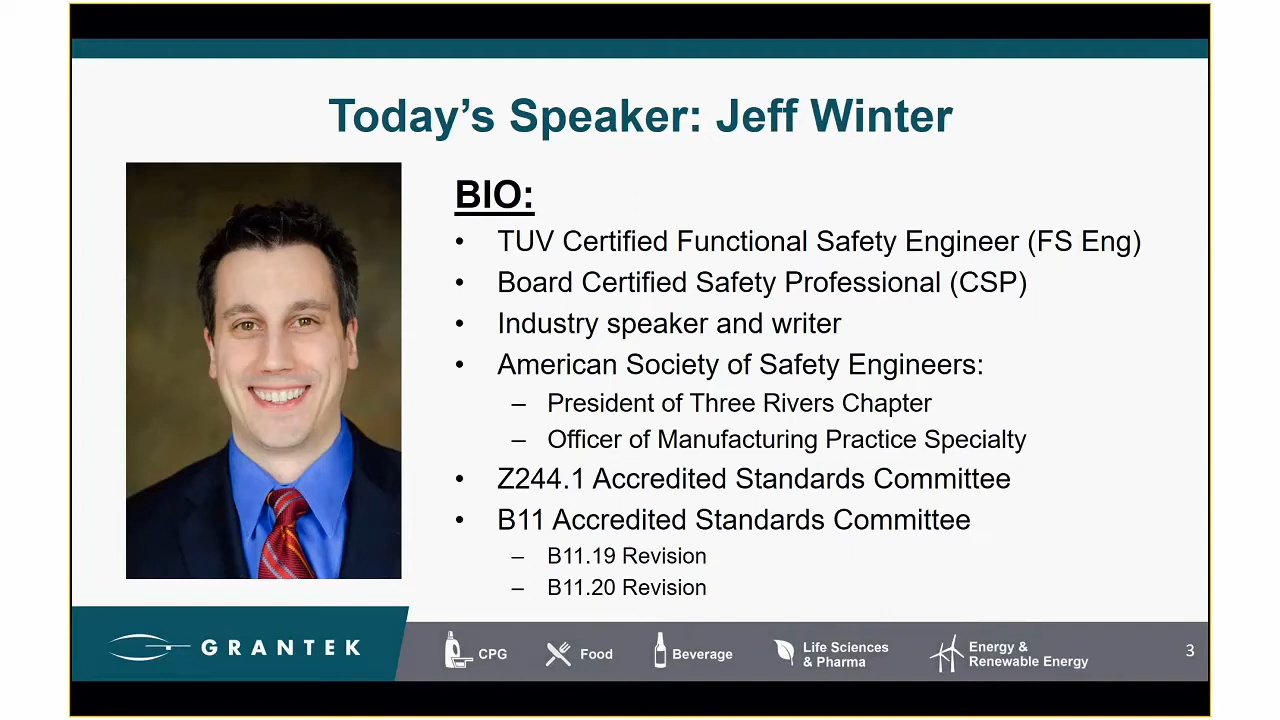 Today's Speaker: Jeff Winter
BIO:
• TUV Certified Functional Safety Engineer (FS Eng)
• Board Certified Safety Professional (CSP)
• Industry speaker and writer
• American Society of Safety Engineers:
– President of Three Rivers Chapter
– Officer of Manufacturing Practice Specialty
• Z244.1 Accredited Standards Committee
• B11 Accredited Standards Committee
– B11.19 Revision
– B11.20 Revision
GRANTEK
CPG
Food
Beverage
Life Sciences
& Pharma
Energy &
Renewable Energy
3